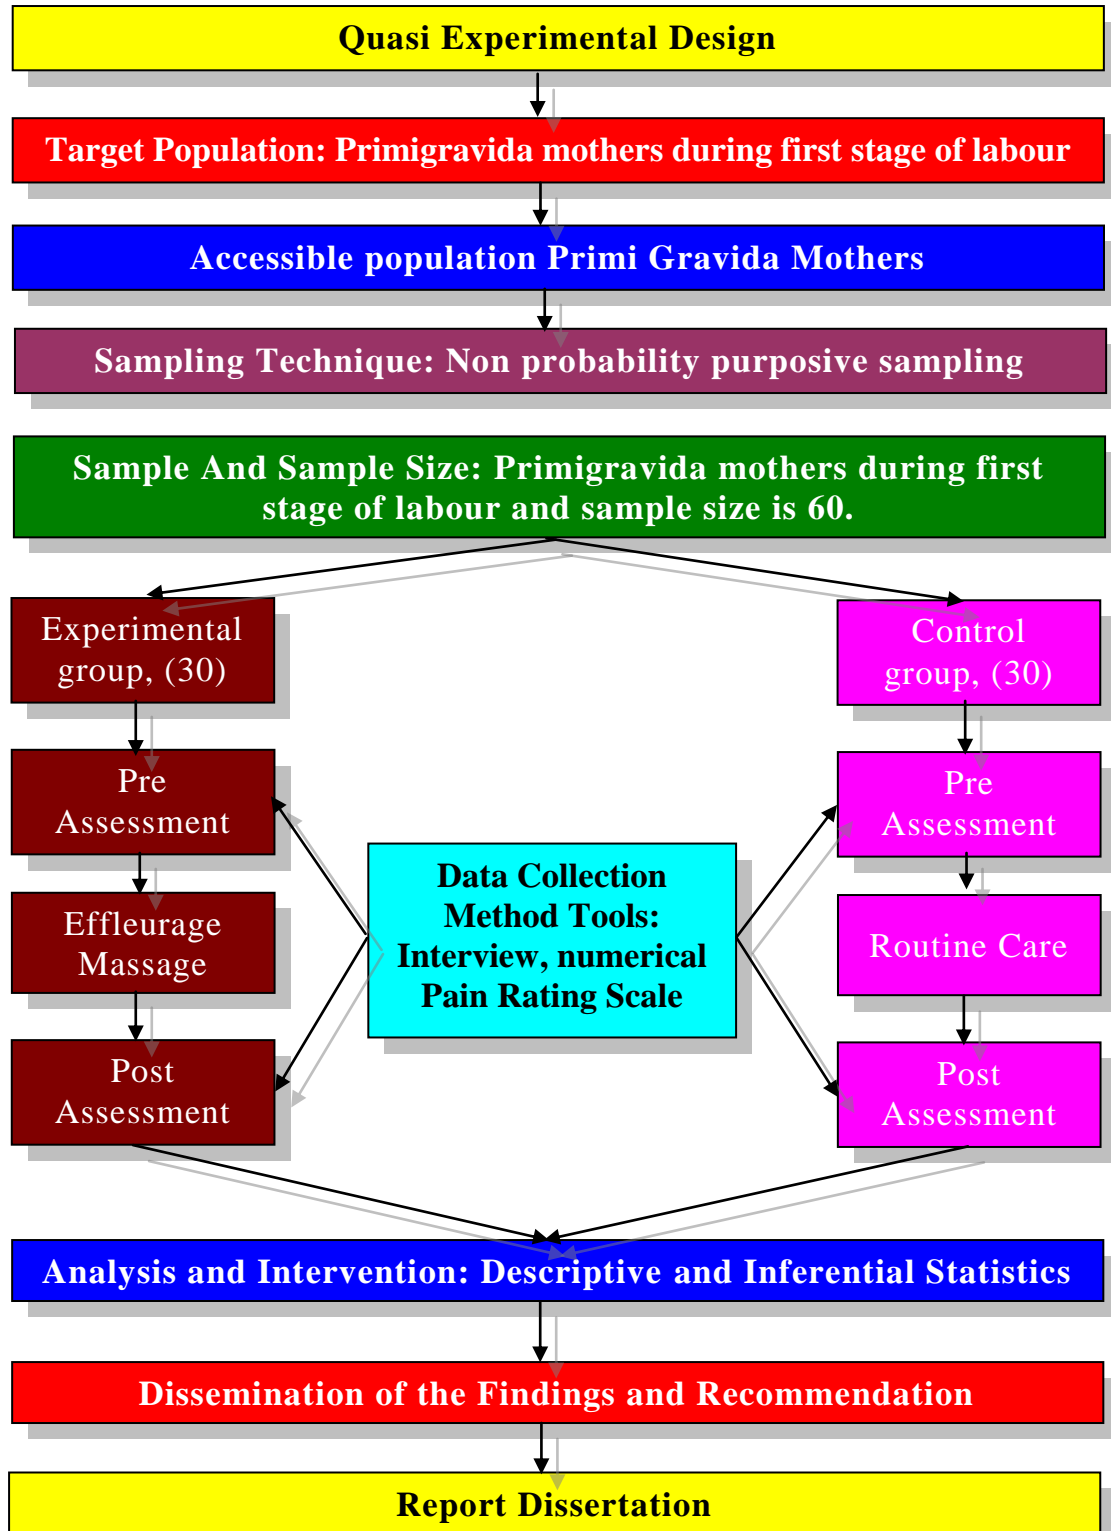 Quasi Experimental Design
Target Population: Primigravida mothers during first stage of labour
Accessible population Primi Gravida Mothers
Sampling Technique: Non probability purposive sampling
Sample And Sample Size: Primigravida mothers during first
stage of labour and sample size is 60.
Experimental
group, (30)
Control
group, (30)
Pre
Assessment
Pre
Assessment
Data Collection
Method Tools:
Interview, numerical
Pain Rating Scale
Effleurage
Massage
Routine Care
Post
Assessment
Post
Assessment
Analysis and Intervention: Descriptive and Inferential Statistics
Dissemination of the Findings and Recommendation
Report Dissertation